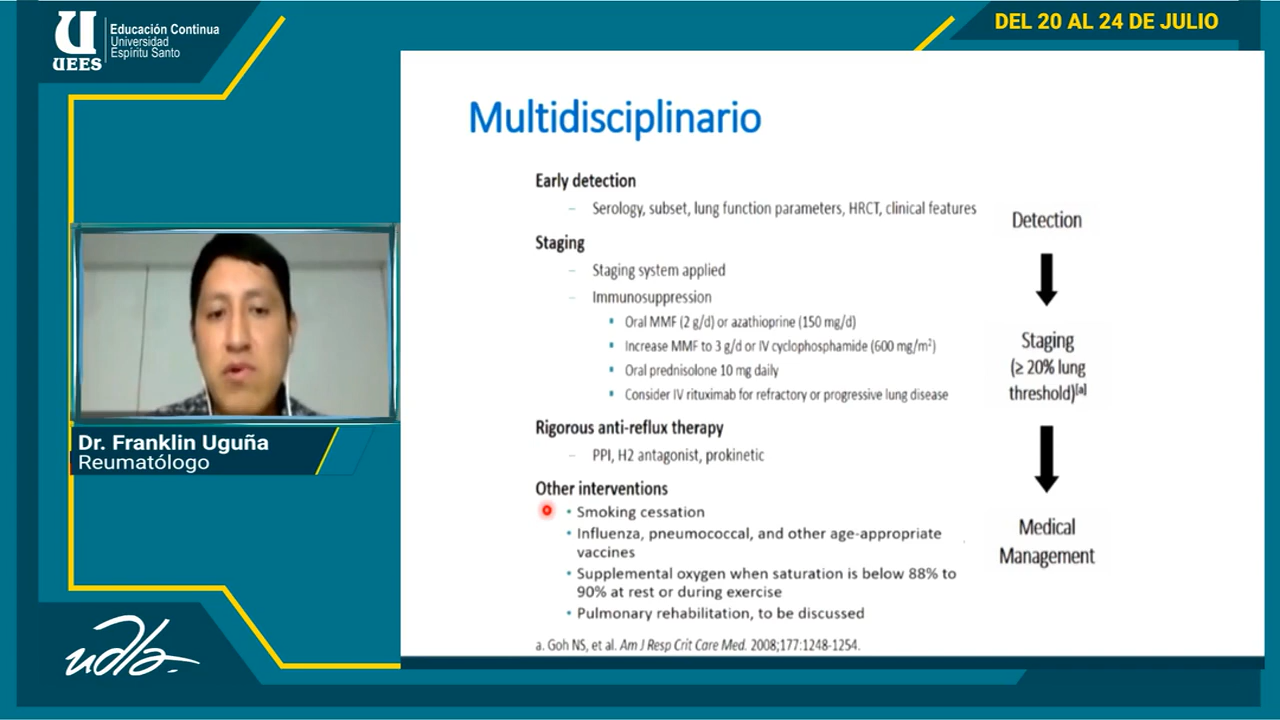 UEES
Educación Continua
Universidad
Espíritu Santo
DEL 20 AL 24 DE JULIO
Multidisciplinario
Early detection
– Serology, subset, lung function parameters, HRCT, clinical features
Staging
– Staging system applied
– Immunosuppression
▪ Oral MMF (2 g/d) or azathioprine (150 mg/d)
▪ Increase MMF to 3 g/d or IV cyclophosphamide (600 mg/m²)
▪ Oral prednisolone 10 mg daily
▪ Consider IV rituximab for refractory or progressive lung disease
Rigorous anti-reflux therapy
– PPI, H2 antagonist, prokinetic
Other interventions
• Smoking cessation
• Influenza, pneumococcal, and other age-appropriate
vaccines
• Supplemental oxygen when saturation is below 88% to
90% at rest or during exercise
• Pulmonary rehabilitation, to be discussed
a. Goh NS, et al. Am J Resp Crit Care Med. 2008;177:1248-1254.
Detection
Staging
(≥ 20% lung
threshold)[a]
Medical
Management
Dr. Franklin Uguña
Reumatólogo
udla